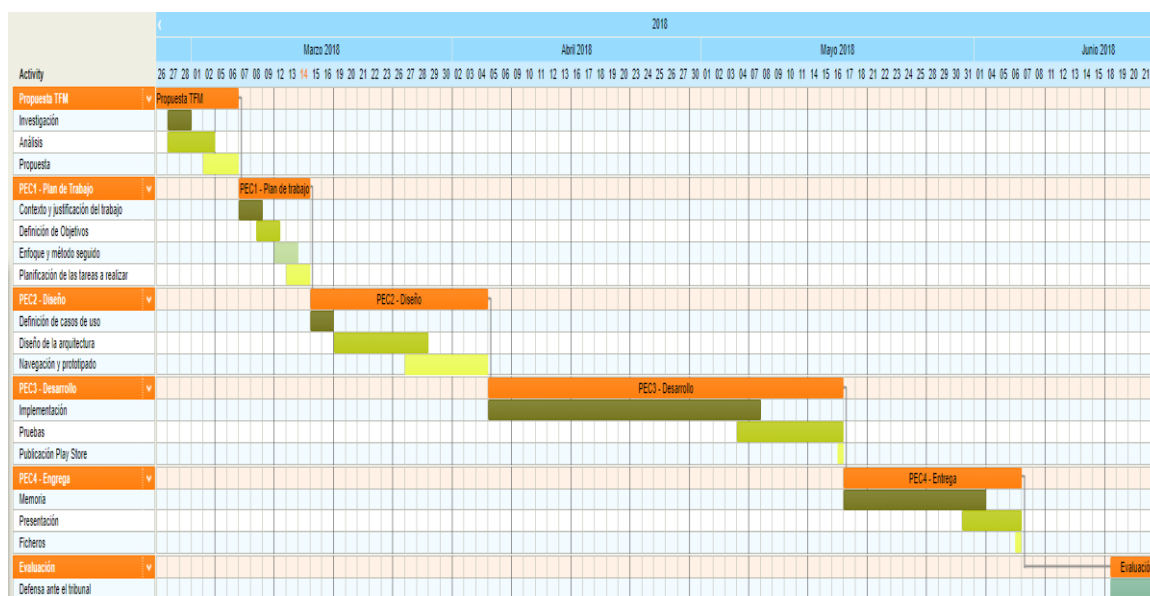 2018
Marzo 2018 Abril 2018 Mayo 2018 Junio 2018
Activity 26 27 28 01 02 05 06 07 08 09 12 13 14 15 16 19 20 21 22 23 26 27 28 29 30 02 03 04 05 06 09 10 11 12 13 16 17 18 19 20 23 24 25 26 27 30 01 02 03 04 07 08 09 10 11 14 15 16 17 18 21 22 23 24 25 28 29 30 31 01 04 05 06 07 08 11 12 13 14 15 18 19 20 21
Propuesta TFM Propuesta TFM
Investigación
Análisis
Propuesta
PEC1 - Plan de Trabajo PEC1 - Plan de trabajo
Contexto y justificación del trabajo
Definición de Objetivos
Enfoque y método seguido
Planificación de las tareas a realizar
PEC2 - Diseño PEC2 - Diseño
Definición de casos de uso
Diseño de la arquitectura
Navegación y prototipado
PEC3 - Desarrollo PEC3 - Desarrollo
Implementación
Pruebas
Publicación Play Store
PEC4 - Engrega PEC4 - Entrega
Memoria
Presentación
Ficheros
Evaluación Evaluació
Defensa ante el tribunal